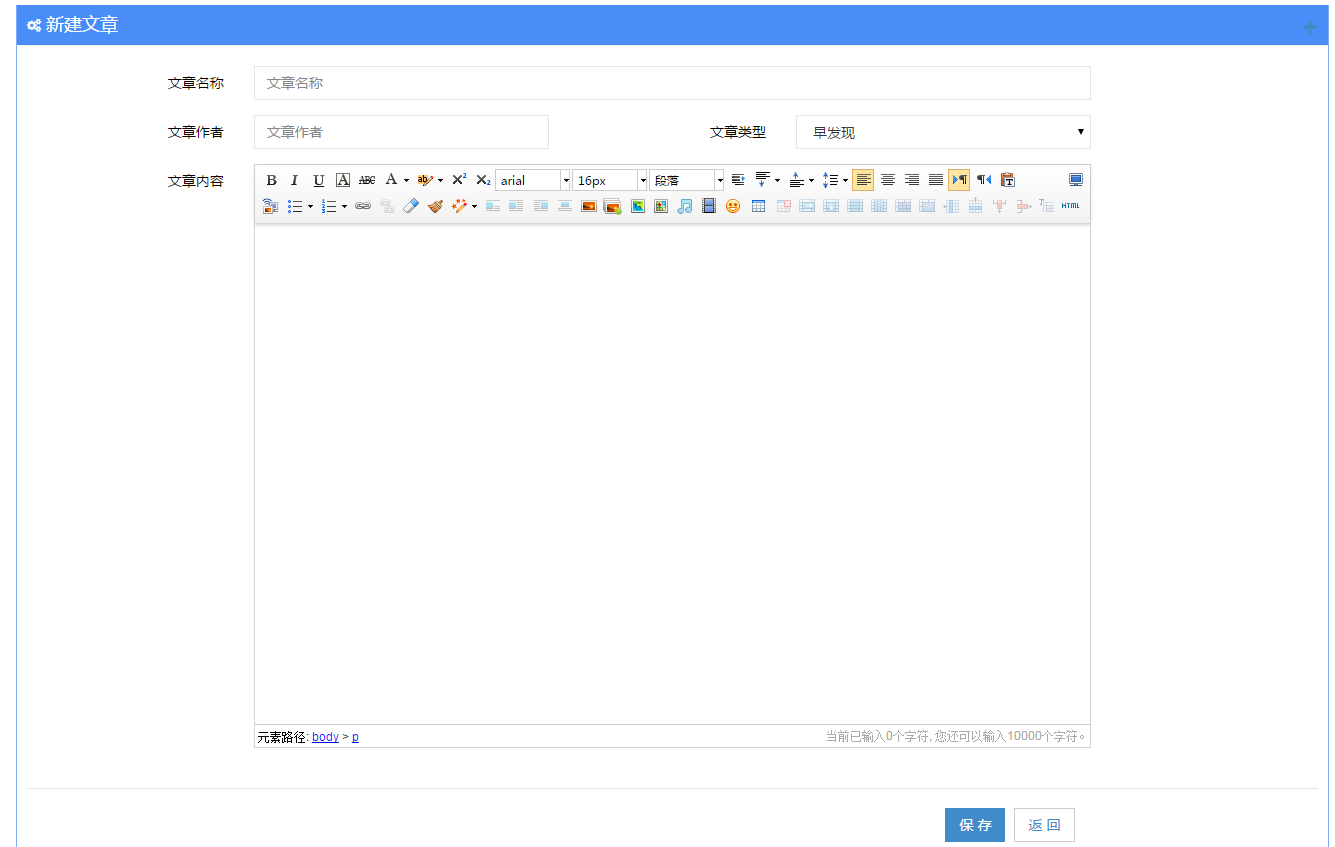 新建文章
文章名称 文章名称
文章作者 文章作者 文章类型 早发现
文章内容 B I U A ABC A ab X² X₂ arial 16px 段落
HTML
元素路径: body > p 当前已输入0个字符, 您还可以输入10000个字符。
保 存 返 回